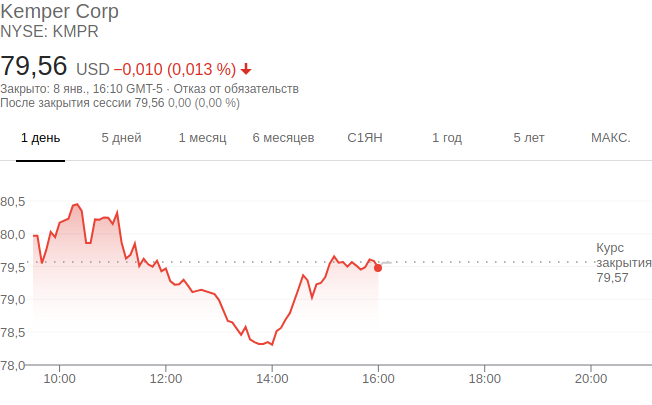 Kemper Corp
NYSE: KMPR
79,56 USD −0,010 (0,013 %)
Закрыто: 8 янв., 16:10 GMT-5 · Отказ от обязательств
После закрытия сессии 79,56 0,00 (0,00 %)
1 день 5 дней 1 месяц 6 месяцев С1ЯН 1 год 5 лет МАКС.
80,5
80,0
79,5
79,0
78,5
78,0
Курс
закрытия
79,57
10:00 12:00 14:00 16:00 18:00 20:00